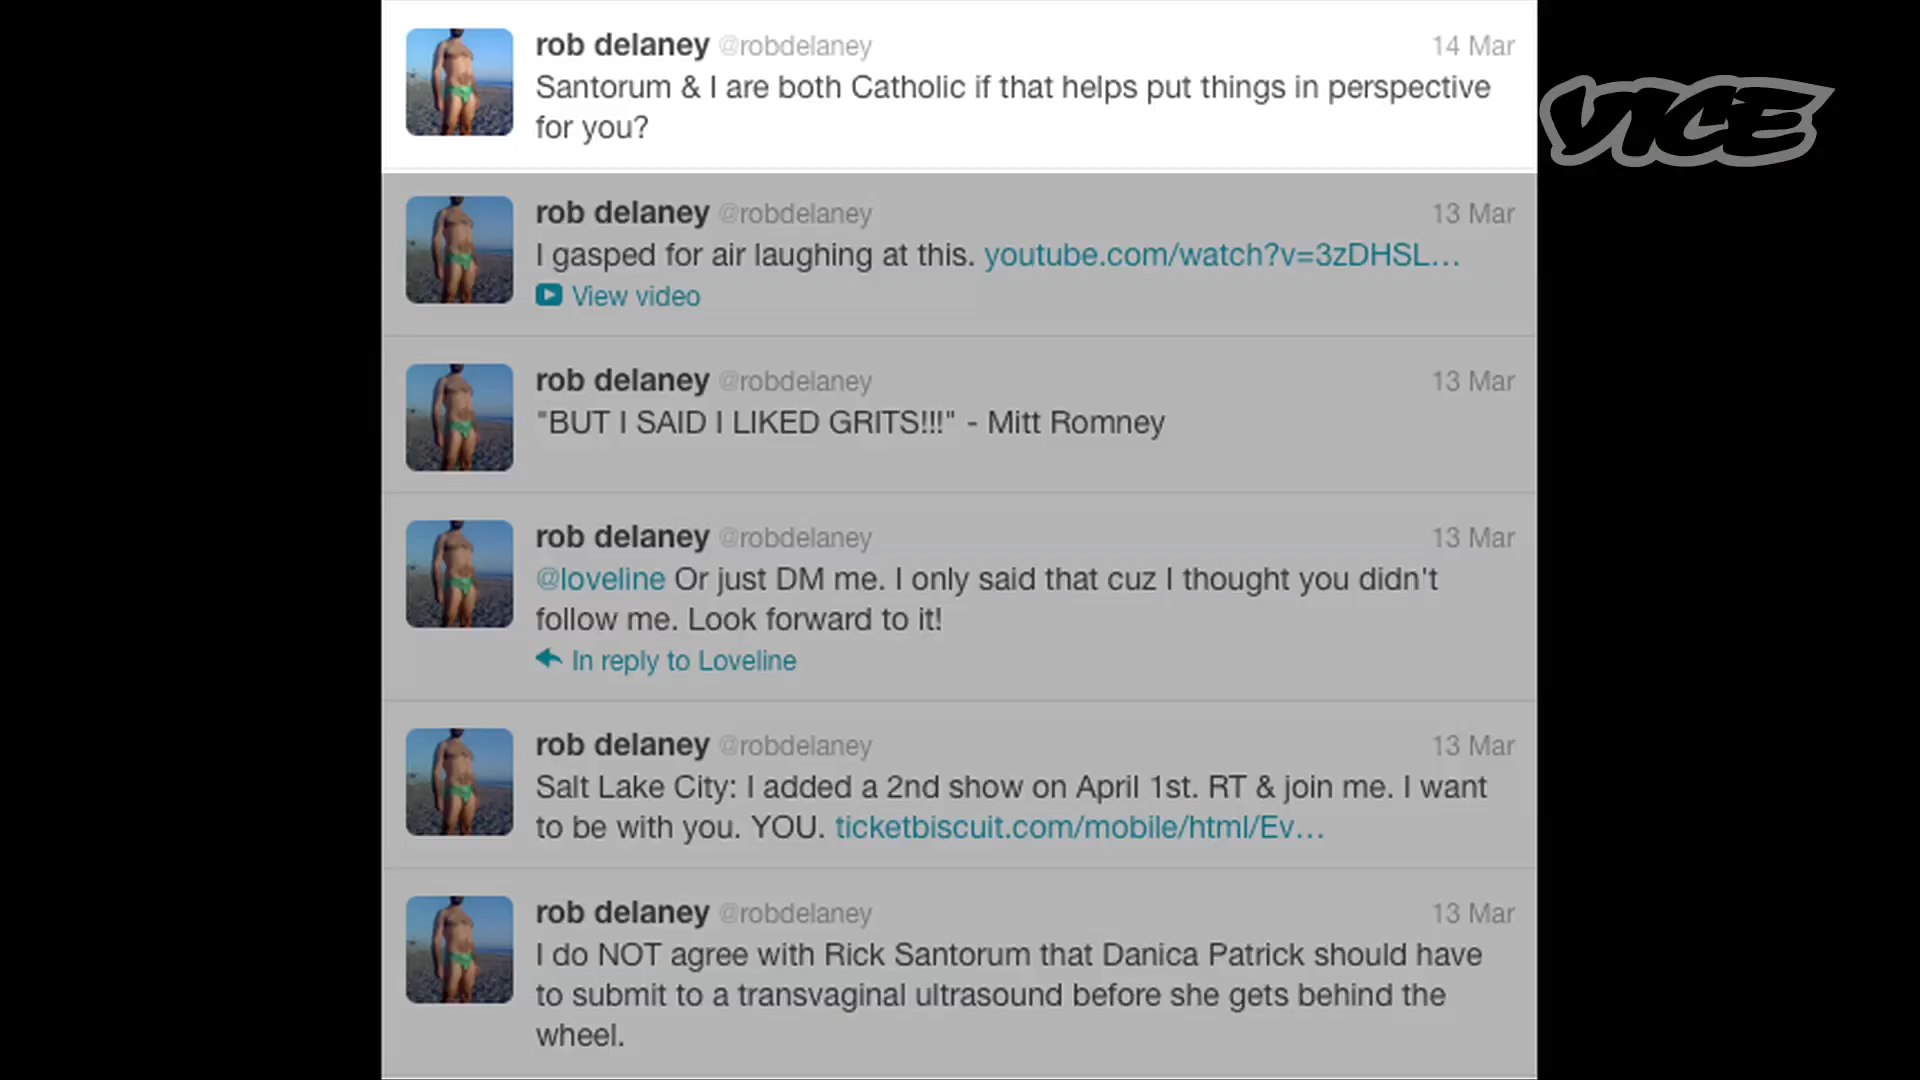 rob delaney @robdelaney 14 Mar
Santorum & I are both Catholic if that helps put things in perspective
for you?
VICE
rob delaney @robdelaney 13 Mar
I gasped for air laughing at this. youtube.com/watch?v=3zDHSL...
View video
rob delaney @robdelaney 13 Mar
"BUT I SAID I LIKED GRITS!!!" - Mitt Romney
rob delaney @robdelaney 13 Mar
@loveline Or just DM me. I only said that cuz I thought you didn't
follow me. Look forward to it!
In reply to Loveline
rob delaney @robdelaney 13 Mar
Salt Lake City: I added a 2nd show on April 1st. RT & join me. I want
to be with you. YOU. ticketbiscuit.com/mobile/html/Ev...
rob delaney @robdelaney 13 Mar
I do NOT agree with Rick Santorum that Danica Patrick should have
to submit to a transvaginal ultrasound before she gets behind the
wheel.